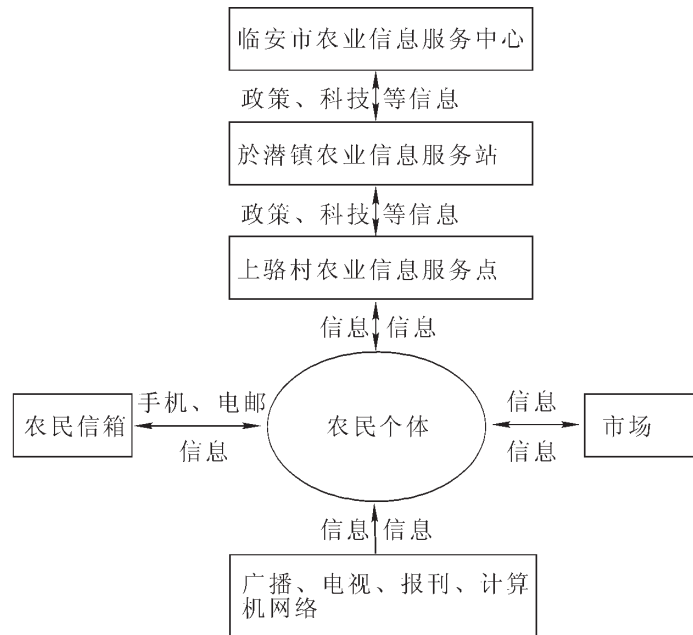 临安市农业信息服务中心
政策、科技等信息
於潜镇农业信息服务站
政策、科技等信息
上骆村农业信息服务点
信息 信息
农民信箱
手机、电邮
信息
农民个体
信息
信息
市场
信息 信息
广播、电视、报刊、计算
机网络